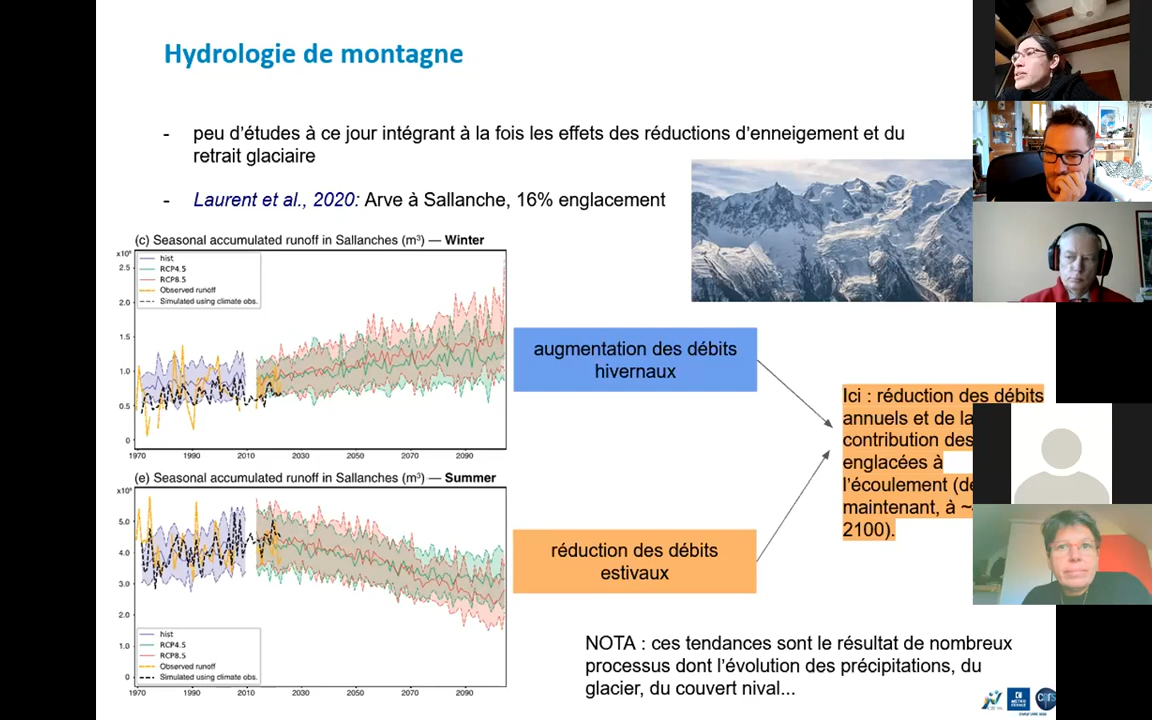 Hydrologie de montagne
- peu d'études à ce jour intégrant à la fois les effets des réductions d'enneigement et du
retrait glaciaire
- Laurent et al., 2020: Arve à Sallanche, 16% englacement
(c) Seasonal accumulated runoff in Sallanches (m³) — Winter
2.5
2.0
1.5
1.0
0.5
0
hist
RCP4.5
RCP8.5
Observed runoff
Simulated using climate obs.
1970 1990 2010 2030 2050 2070 2090
(e) Seasonal accumulated runoff in Sallanches (m³) — Summer
5.0
4.0
3.0
2.0
1.0
0
hist
RCP4.5
RCP8.5
Observed runoff
Simulated using climate obs.
1970 1990 2010 2030 2050 2070 2090
augmentation des débits
hivernaux
réduction des débits
estivaux
Ici : réduction des débits
annuels et de la
contribution des
englacées à
l'écoulement (de
maintenant, à ~
2100).
NOTA : ces tendances sont le résultat de nombreux
processus dont l'évolution des précipitations, du
glacier, du couvert nival...
cnrs